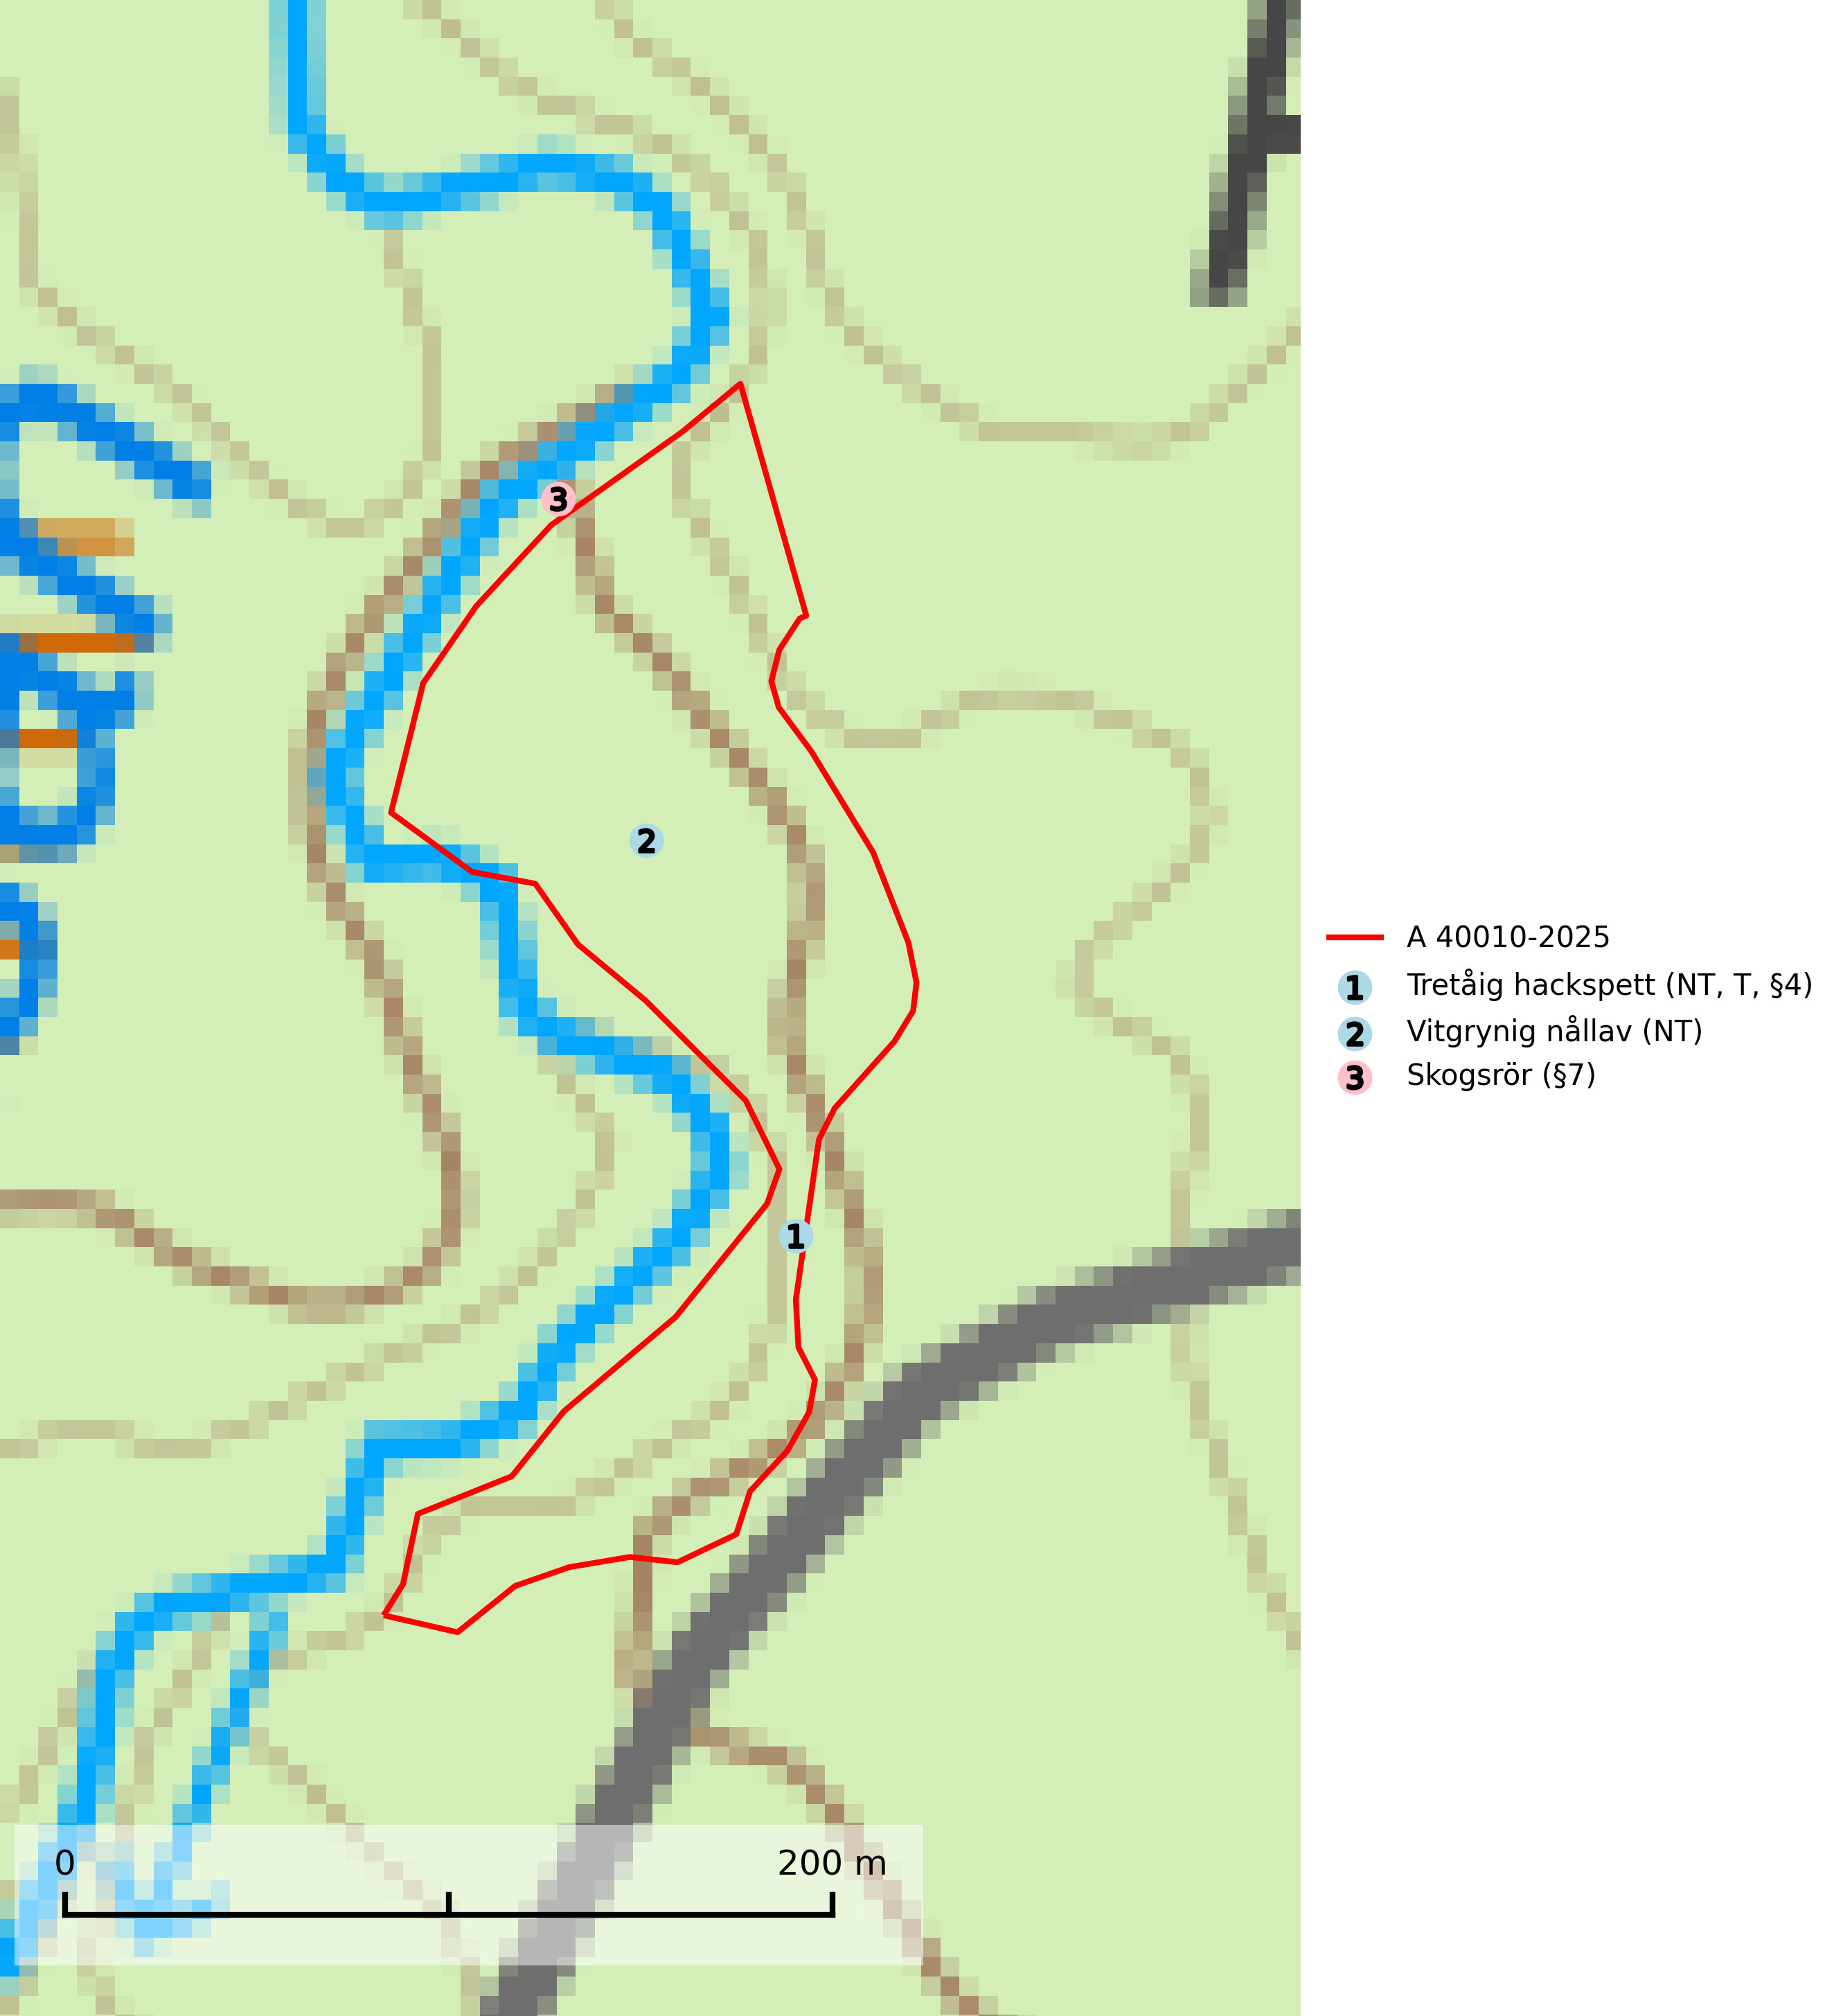 3
2
1
A 40010-2025
1 Tretåig hackspett (NT, T, §4)
2 Vitgrynig nållav (NT)
3 Skogsrör (§7)
0 200 m